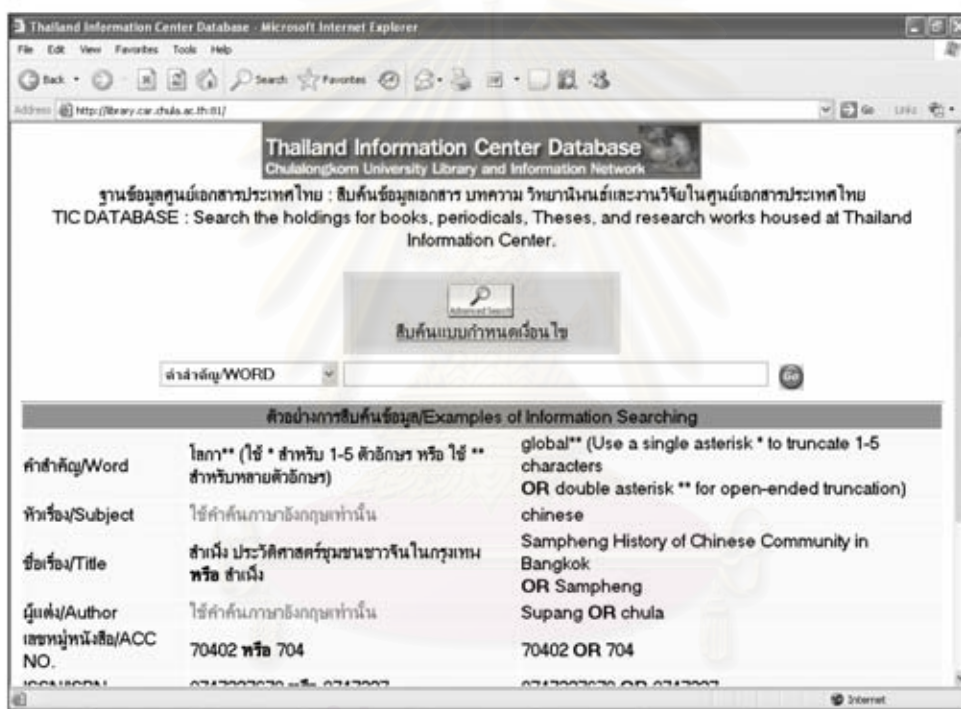 Thailand Information Center Database - Microsoft Internet Explorer
File Edit View Favorites Tools Help
Back Search Favorites
Address http://library.car.chula.ac.th:81/ Go Links
Thailand Information Center Database
Chulalongkorn University Library and Information Network
ฐานข้อมูลศูนย์เอกสารประเทศไทย : สืบค้นข้อมูลเอกสาร บทความ วิทยานิพนธ์และงานวิจัยในศูนย์เอกสารประเทศไทย
TIC DATABASE : Search the holdings for books, periodicals, Theses, and research works housed at Thailand
Information Center.
Advanced Search
สืบค้นแบบกำหนดเงื่อนไข
คำสำคัญ/WORD Go
ตัวอย่างการสืบค้นข้อมูล/Examples of Information Searching
คำสำคัญ/Word โลกา** (ใช้ * สำหรับ 1-5 ตัวอักษร หรือ ใช้ ** สำหรับหลายตัวอักษร) global** (Use a single asterisk * to truncate 1-5
characters
OR double asterisk ** for open-ended truncation)
หัวเรื่อง/Subject ใช้คำค้นภาษาอังกฤษเท่านั้น chinese
ชื่อเรื่อง/Title สำเพ็ง ประวัติศาสตร์ชุมชนชาวจีนในกรุงเทพ หรือ สำเพ็ง Sampheng History of Chinese Community in
Bangkok
OR Sampheng
ผู้แต่ง/Author ใช้คำค้นภาษาอังกฤษเท่านั้น Supang OR chula
เลขหมู่หนังสือ/ACC
NO. 70402 หรือ 704 70402 OR 704
Internet